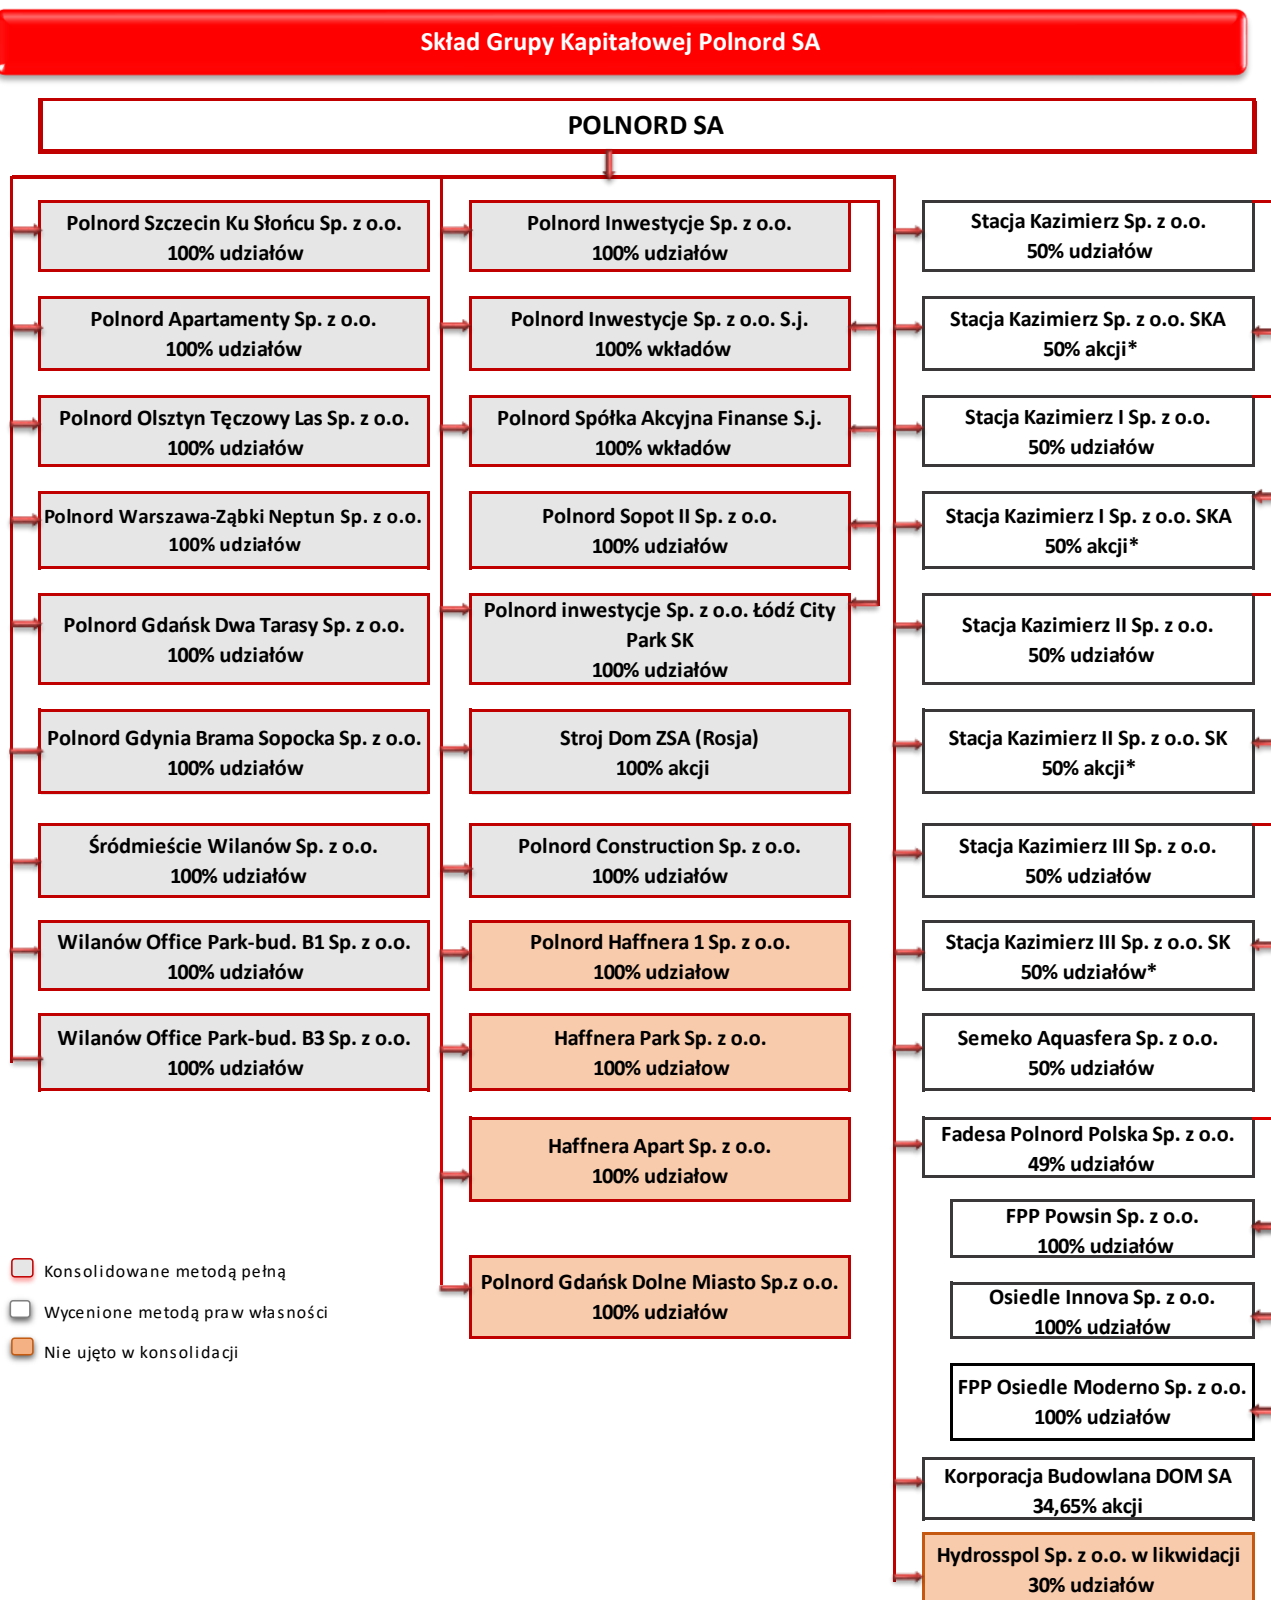 Skład Grupy Kapitałowej Polnord SA
POLNORD SA
Polnord Szczecin Ku Słońcu Sp. z o.o.
100% udziałów
Polnord Apartamenty Sp. z o.o.
100% udziałów
Polnord Olsztyn Tęczowy Las Sp. z o.o.
100% udziałów
Polnord Warszawa-Ząbki Neptun Sp. z o.o.
100% udziałów
Polnord Gdańsk Dwa Tarasy Sp. z o.o.
100% udziałów
Polnord Gdynia Brama Sopocka Sp. z o.o.
100% udziałów
Śródmieście Wilanów Sp. z o.o.
100% udziałów
Wilanów Office Park-bud. B1 Sp. z o.o.
100% udziałów
Wilanów Office Park-bud. B3 Sp. z o.o.
100% udziałów
Polnord Inwestycje Sp. z o.o.
100% udziałów
Polnord Inwestycje Sp. z o.o. S.j.
100% wkładów
Polnord Spółka Akcyjna Finanse S.j.
100% wkładów
Polnord Sopot II Sp. z o.o.
100% udziałów
Polnord inwestycje Sp. z o.o. Łódź City
Park SK
100% udziałów
Stroj Dom ZSA (Rosja)
100% akcji
Polnord Construction Sp. z o.o.
100% udziałów
Polnord Haffnera 1 Sp. z o.o.
100% udziałow
Haffnera Park Sp. z o.o.
100% udziałow
Haffnera Apart Sp. z o.o.
100% udziałow
Polnord Gdańsk Dolne Miasto Sp.z o.o.
100% udziałów
Stacja Kazimierz Sp. z o.o.
50% udziałów
Stacja Kazimierz Sp. z o.o. SKA
50% akcji*
Stacja Kazimierz I Sp. z o.o.
50% udziałów
Stacja Kazimierz I Sp. z o.o. SKA
50% akcji*
Stacja Kazimierz II Sp. z o.o.
50% udziałów
Stacja Kazimierz II Sp. z o.o. SK
50% akcji*
Stacja Kazimierz III Sp. z o.o.
50% udziałów
Stacja Kazimierz III Sp. z o.o. SK
50% udziałów*
Semeko Aquasfera Sp. z o.o.
50% udziałów
Fadesa Polnord Polska Sp. z o.o.
49% udziałów
FPP Powsin Sp. z o.o.
100% udziałów
Osiedle Innova Sp. z o.o.
100% udziałów
FPP Osiedle Moderno Sp. z o.o.
100% udziałów
Korporacja Budowlana DOM SA
34,65% akcji
Hydrosspol Sp. z o.o. w likwidacji
30% udziałów
Konsolidowane metodą pełną
Wycenione metodą praw własności
Nie ujęto w konsolidacji